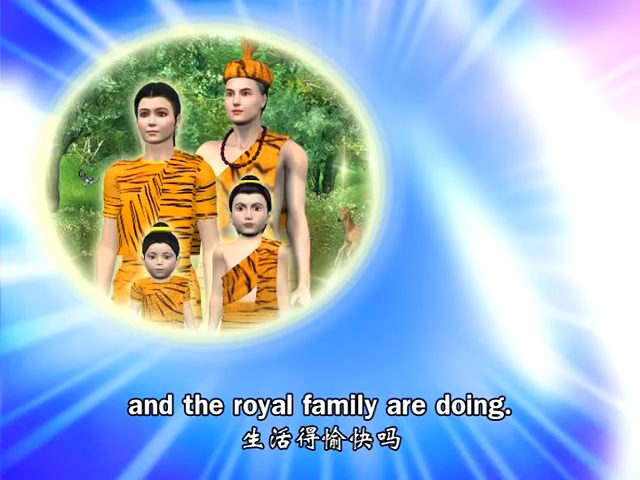 and the royal family are doing.
生活得愉快吗